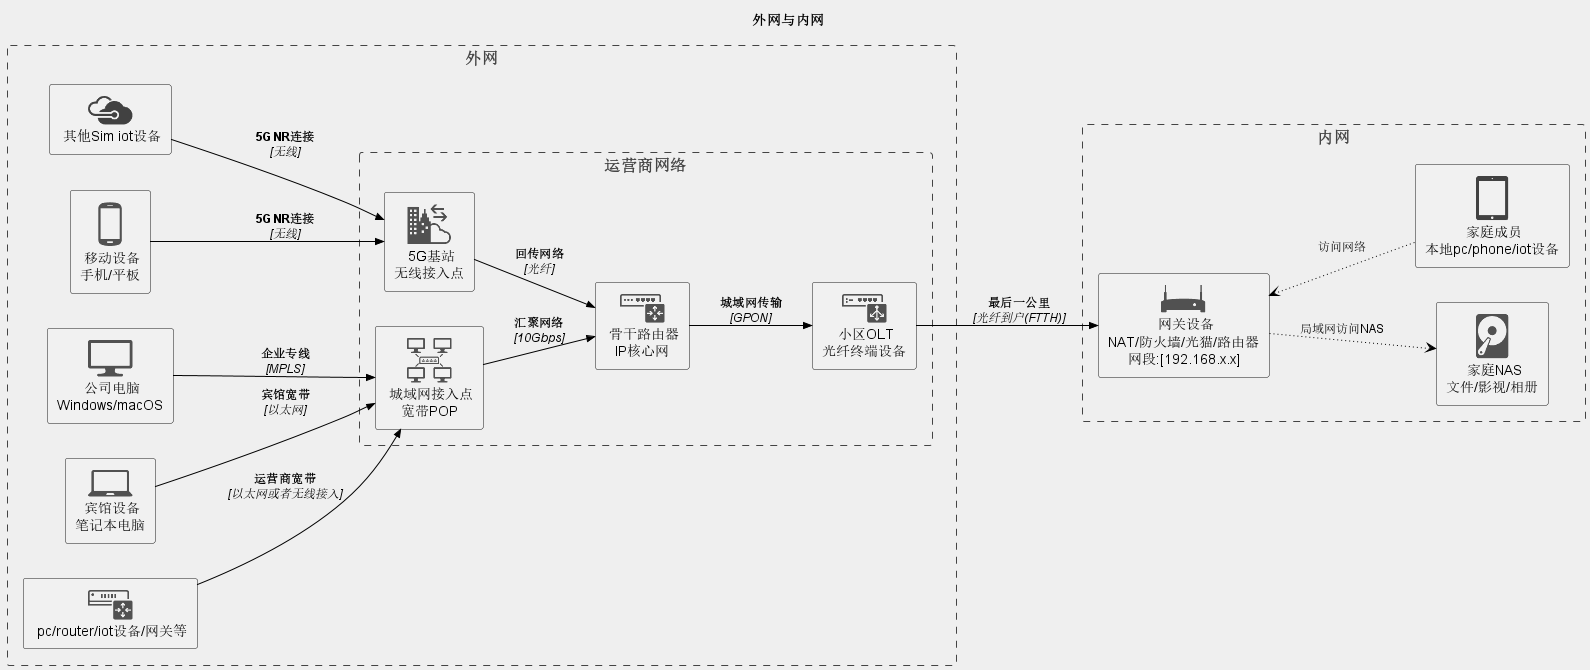 外网与内网
外网
其他Sim iot设备
5G NR连接
[无线]
移动设备
手机/平板
5G NR连接
[无线]
公司电脑
Windows/macOS
企业专线
[MPLS]
宾馆宽带
[以太网]
宾馆设备
笔记本电脑
运营商宽带
[以太网或者无线接入]
pc/router/iot设备/网关等
运营商网络
5G基站
无线接入点
回传网络
[光纤]
城域网接入点
宽带POP
汇聚网络
[10Gbps]
骨干路由器
IP核心网
城域网传输
[GPON]
小区OLT
光纤终端设备
最后一公里
[光纤到户(FTTH)]
内网
网关设备
NAT/防火墙/光猫/路由器
网段:[192.168.x.x]
访问网络
家庭成员
本地pc/phone/iot设备
局域网访问NAS
家庭NAS
文件/影视/相册